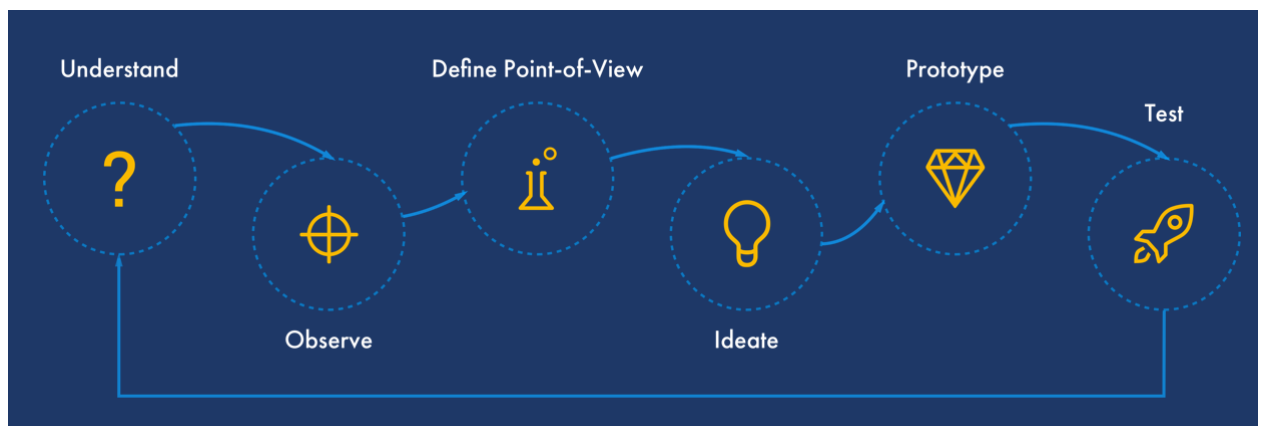 Understand
Observe
Define Point-of-View
Ideate
Prototype
Test
?